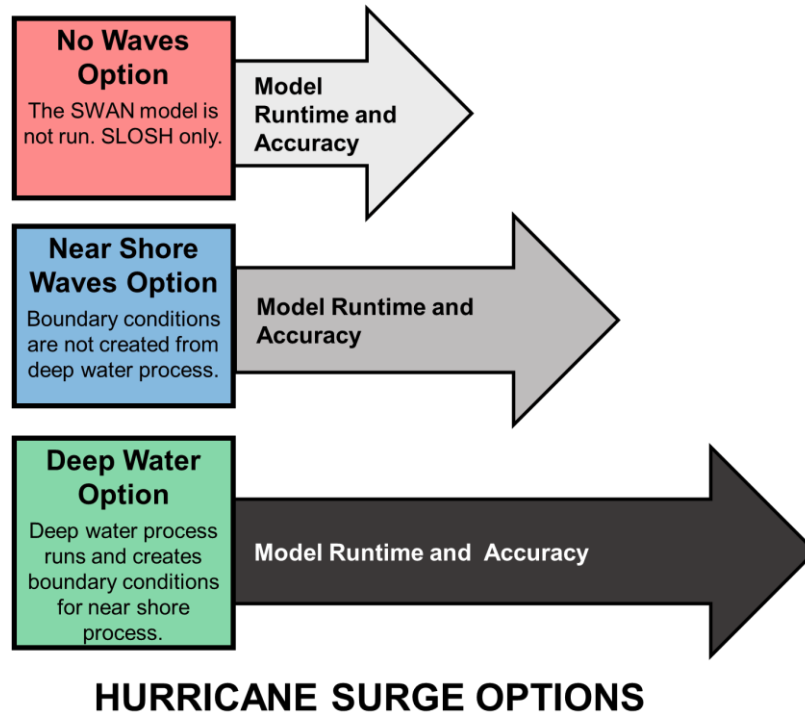 No Waves
Option
The SWAN model is
not run. SLOSH only.
Model
Runtime and
Accuracy
Near Shore
Waves Option
Boundary conditions
are not created from
deep water process.
Model Runtime and
Accuracy
Deep Water
Option
Deep water process
runs and creates
boundary conditions
for near shore
process.
Model Runtime and Accuracy
HURRICANE SURGE OPTIONS